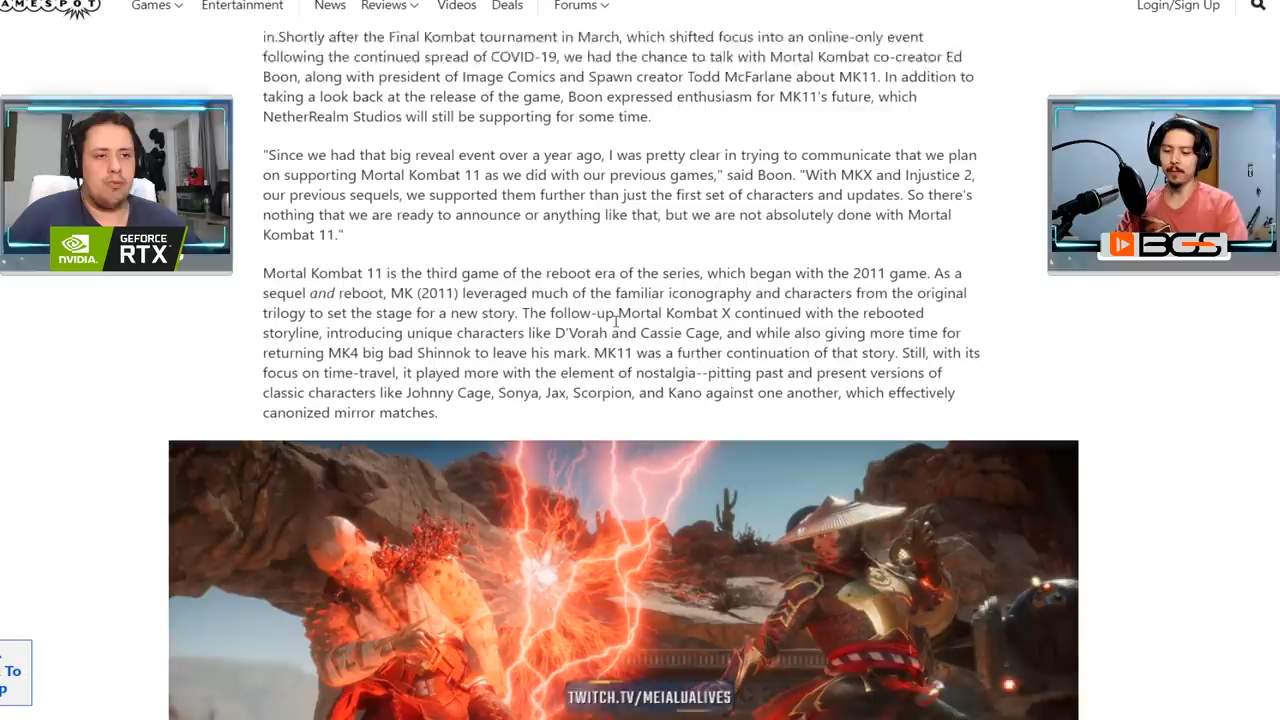 Games
Entertainment
News
Reviews
Videos
Deals
Forums
Login/Sign Up
in.Shortly after the Final Kombat tournament in March, which shifted focus into an online-only event
following the continued spread of COVID-19, we had the chance to talk with Mortal Kombat co-creator Ed
Boon, along with president of Image Comics and Spawn creator Todd McFarlane about MK11. In addition to
taking a look back at the release of the game, Boon expressed enthusiasm for MK11's future, which
NetherRealm Studios will still be supporting for some time.
"Since we had that big reveal event over a year ago, I was pretty clear in trying to communicate that we plan
on supporting Mortal Kombat 11 as we did with our previous games," said Boon. "With MKX and Injustice 2,
our previous sequels, we supported them further than just the first set of characters and updates. So there's
nothing that we are ready to announce or anything like that, but we are not absolutely done with Mortal
Kombat 11."
Mortal Kombat 11 is the third game of the reboot era of the series, which began with the 2011 game. As a
sequel and reboot, MK (2011) leveraged much of the familiar iconography and characters from the original
trilogy to set the stage for a new story. The follow-up Mortal Kombat X continued with the rebooted
storyline, introducing unique characters like D'Vorah and Cassie Cage, and while also giving more time for
returning MK4 big bad Shinnok to leave his mark. MK11 was a further continuation of that story. Still, with its
focus on time-travel, it played more with the element of nostalgia--pitting past and present versions of
classic characters like Johnny Cage, Sonya, Jax, Scorpion, and Kano against one another, which effectively
canonized mirror matches.
NVIDIA.
GEFORCE
RTX
BGS
To
TWITCH.TV/MEIALUALIVES